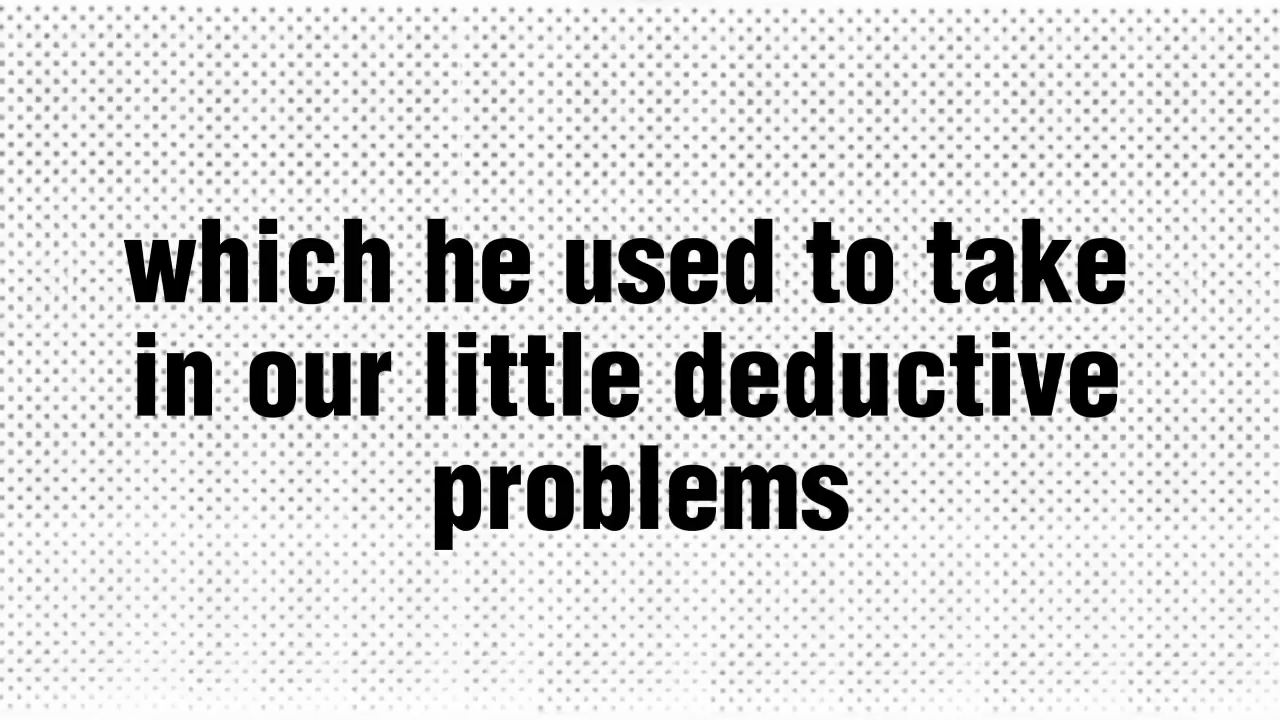 which he used to take
in our little deductive
problems